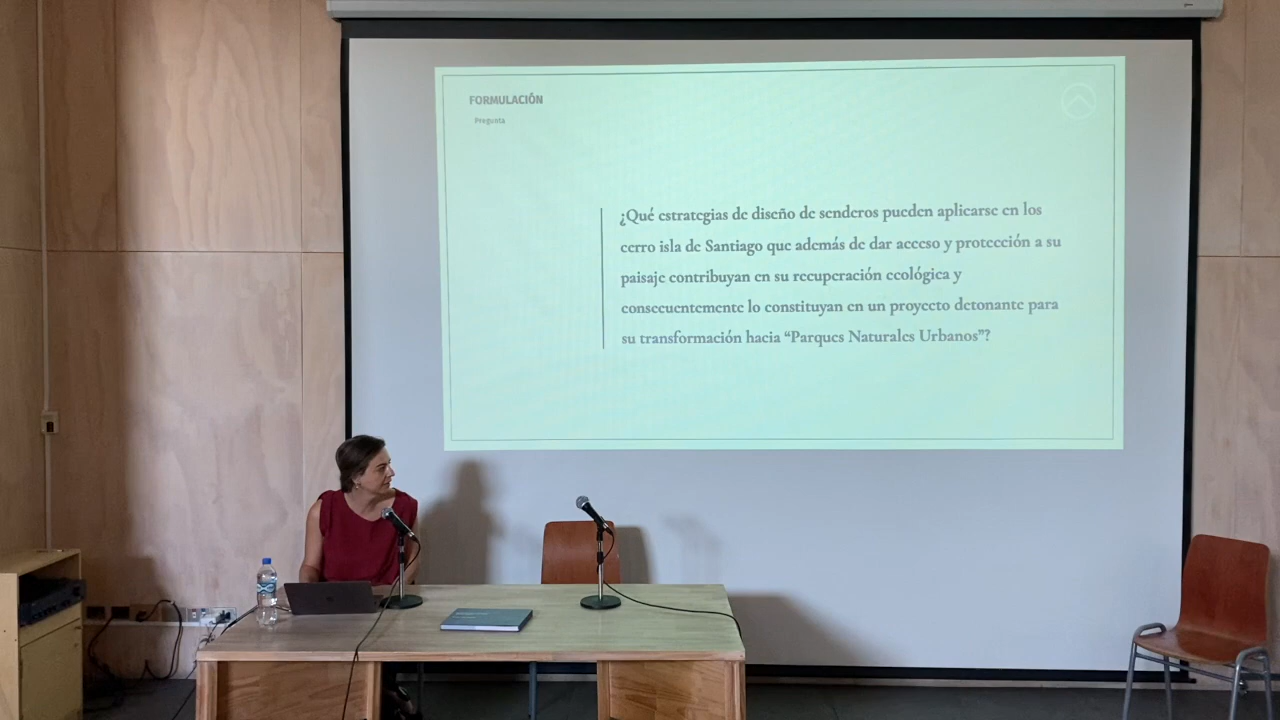 FORMULACIÓN
Pregunta
¿Qué estrategias de diseño de senderos pueden aplicarse en los
cerro isla de Santiago que además de dar acceso y protección a su
paisaje contribuyan en su recuperación ecológica y
consecuentemente lo constituyan en un proyecto detonante para
su transformación hacia “Parques Naturales Urbanos”?